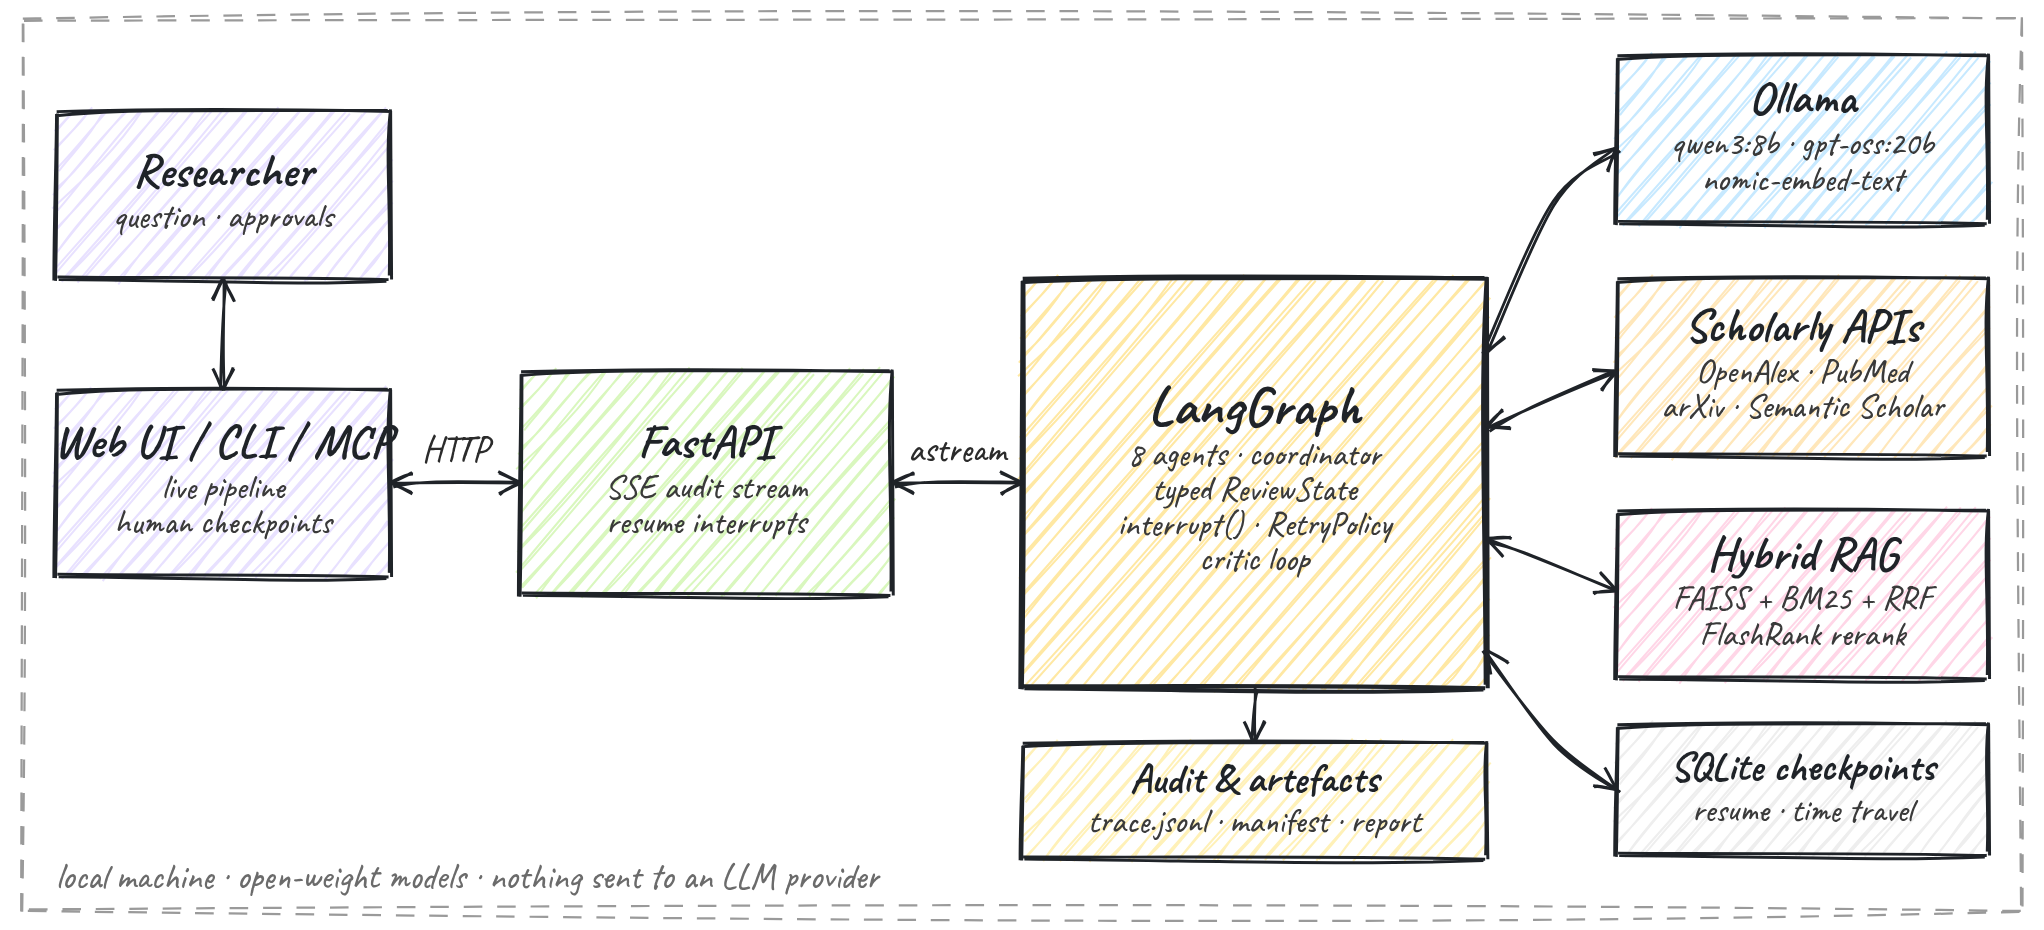 Researcher
question · approvals
Web UI / CLI / MCP
live pipeline
human checkpoints
HTTP
FastAPI
SSE audit stream
resume interrupts
astream
LangGraph
8 agents · coordinator
typed ReviewState
interrupt() · RetryPolicy
critic loop
Audit & artefacts
trace.jsonl · manifest · report
Ollama
qwen3:8b · gpt-oss:20b
nomic-embed-text
Scholarly APIs
OpenAlex · PubMed
arXiv · Semantic Scholar
Hybrid RAG
FAISS + BM25 + RRF
FlashRank rerank
SQLite checkpoints
resume · time travel
local machine · open-weight models · nothing sent to an LLM provider